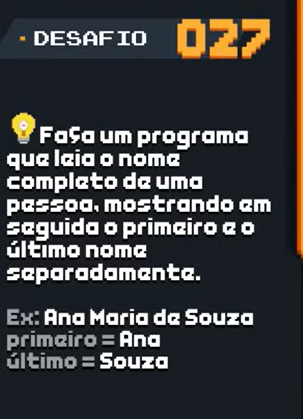 DESAFIO 027
Faça um programa
que leia o nome
completo de uma
pessoa, mostrando em
seguida o primeiro e o
último nome
separadamente.
Ex: Ana Maria de Souza
primeiro = Ana
último = Souza